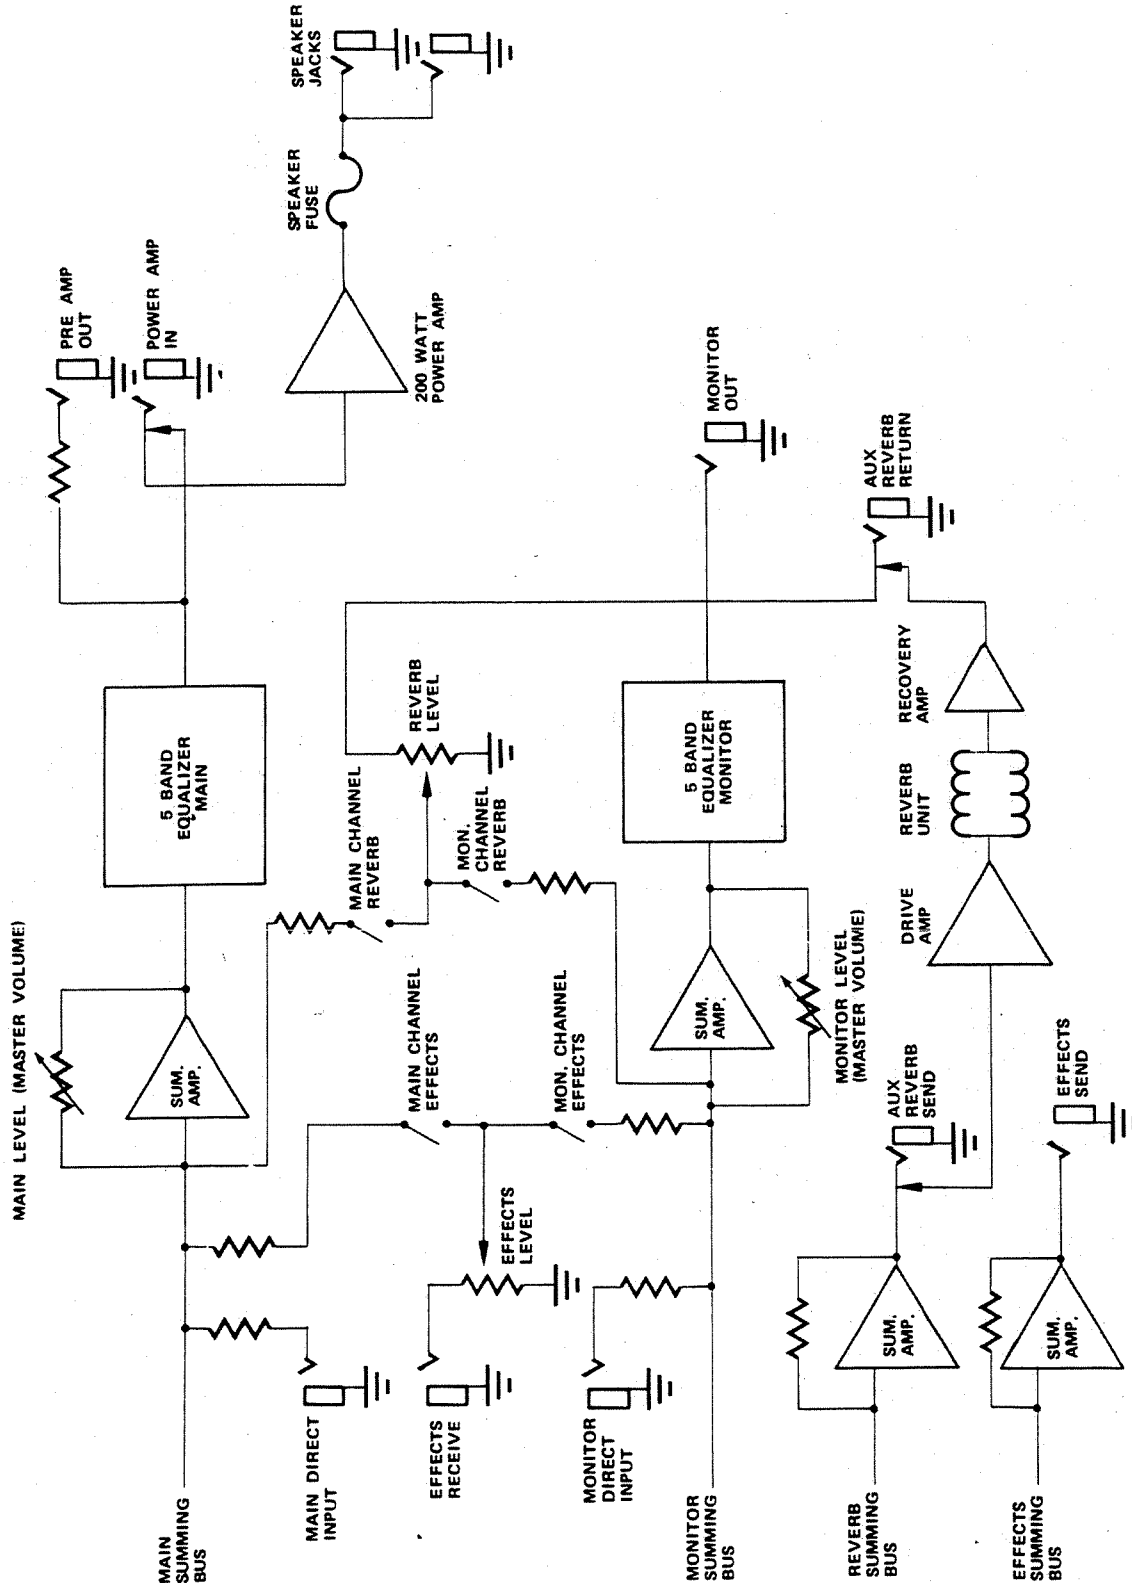 MAIN
SUMMING
BUS
MAIN DIRECT
INPUT
EFFECTS
RECEIVE
MONITOR
DIRECT
INPUT
MONITOR
SUMMING
BUS
REVERB
SUMMING
BUS
EFFECTS
SUMMING
BUS
MAIN LEVEL (MASTER VOLUME)
SUM.
AMP.
EFFECTS
LEVEL
MAIN CHANNEL
EFFECTS
MON. CHANNEL
EFFECTS
SUM.
AMP.
MONITOR LEVEL
(MASTER VOLUME)
SUM.
AMP.
AUX
REVERB
SEND
SUM.
AMP.
EFFECTS
SEND
5 BAND
EQUALIZER
MAIN
MAIN CHANNEL
REVERB
REVERB
LEVEL
MON.
CHANNEL
REVERB
5 BAND
EQUALIZER
MONITOR
DRIVE
AMP
REVERB
UNIT
RECOVERY
AMP
PRE AMP
OUT
POWER AMP
IN
200 WATT
POWER AMP
MONITOR
OUT
AUX
REVERB
RETURN
SPEAKER
FUSE
SPEAKER
JACKS